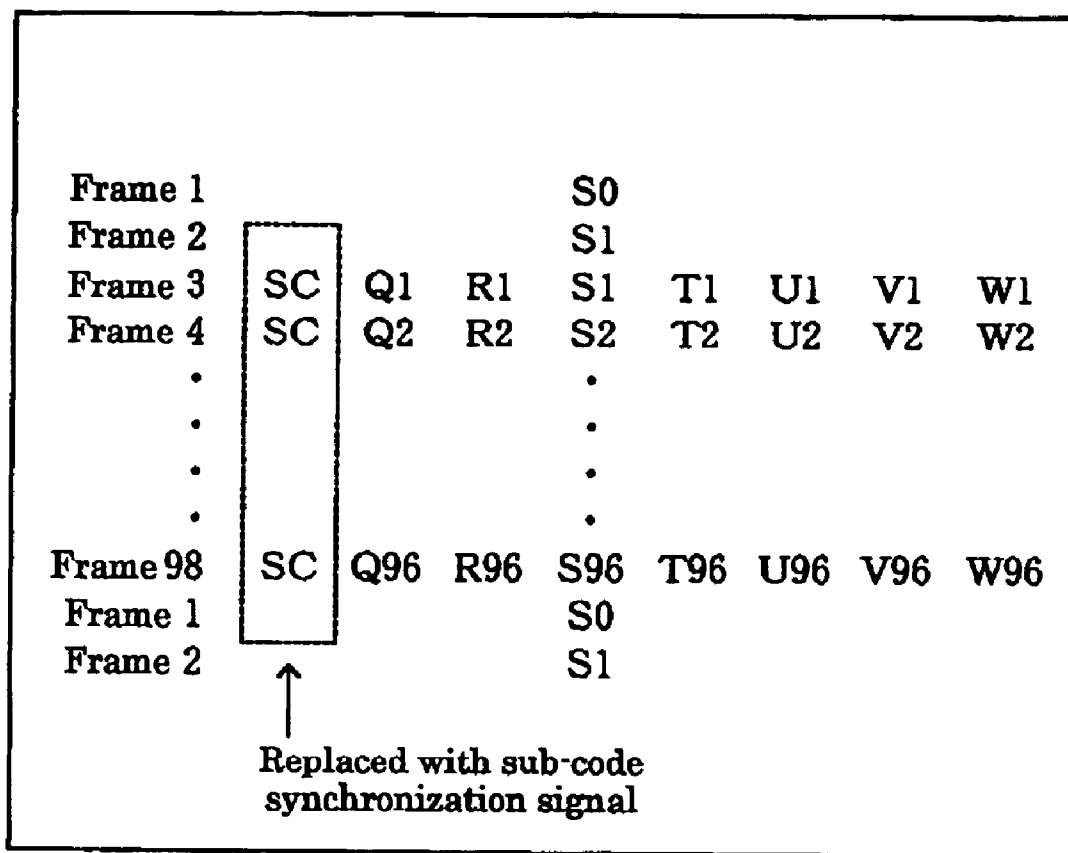 Frame 1 S0
Frame 2 S1
Frame 3 SC Q1 R1 S1 T1 U1 V1 W1
Frame 4 SC Q2 R2 S2 T2 U2 V2 W2
Frame 98 SC Q96 R96 S96 T96 U96 V96 W96
Frame 1 S0
Frame 2 S1
Replaced with sub-code
synchronization signal